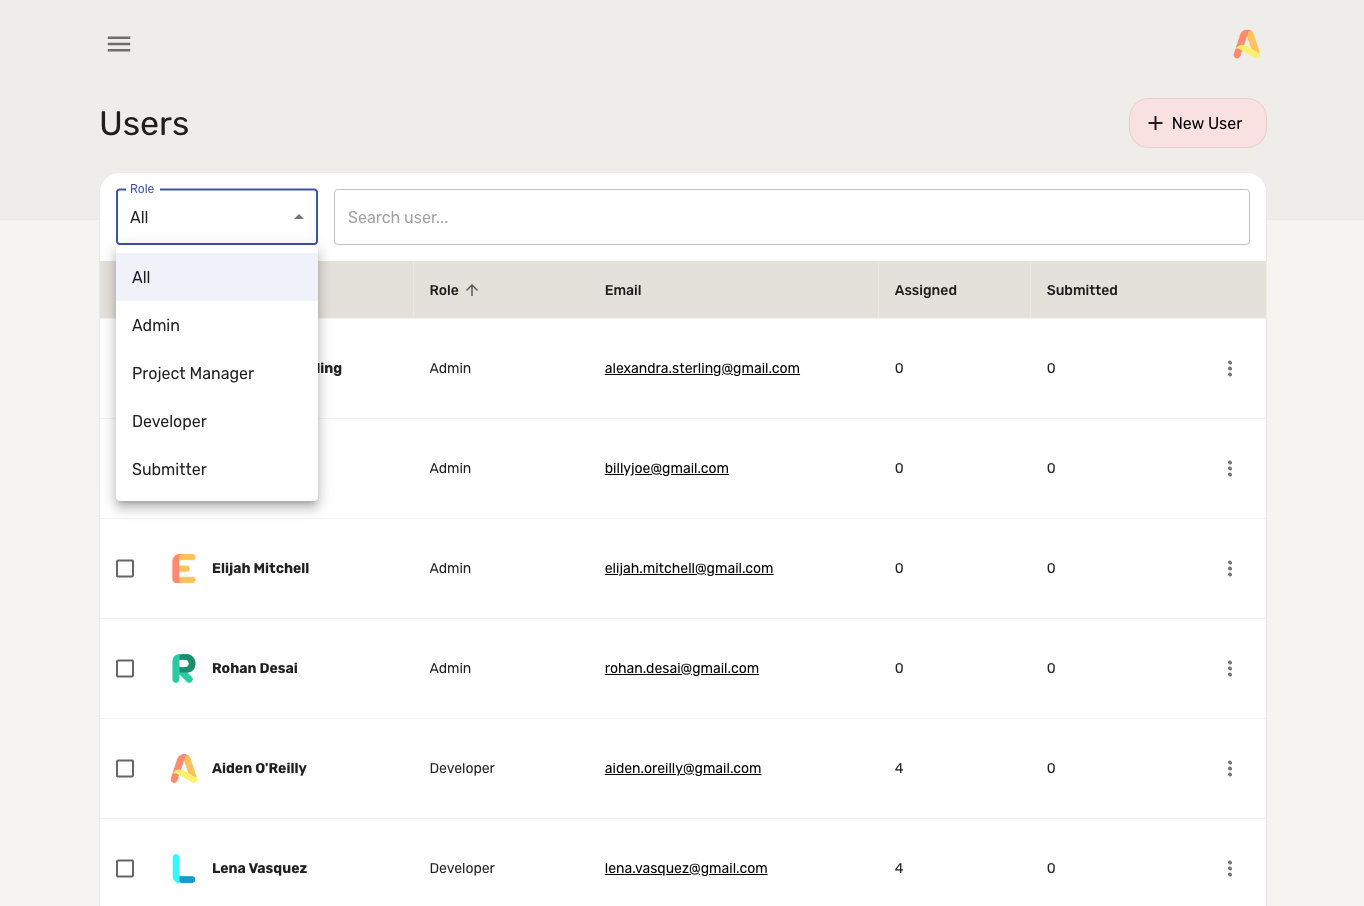 Users
+ New User
Role
All
Search user...
All
Admin
Project Manager
Developer
Submitter
Role Email Assigned Submitted
ling Admin alexandra.sterling@gmail.com 0 0
Admin billyjoe@gmail.com 0 0
Elijah Mitchell Admin elijah.mitchell@gmail.com 0 0
Rohan Desai Admin rohan.desai@gmail.com 0 0
Aiden O'Reilly Developer aiden.oreilly@gmail.com 4 0
Lena Vasquez Developer lena.vasquez@gmail.com 4 0